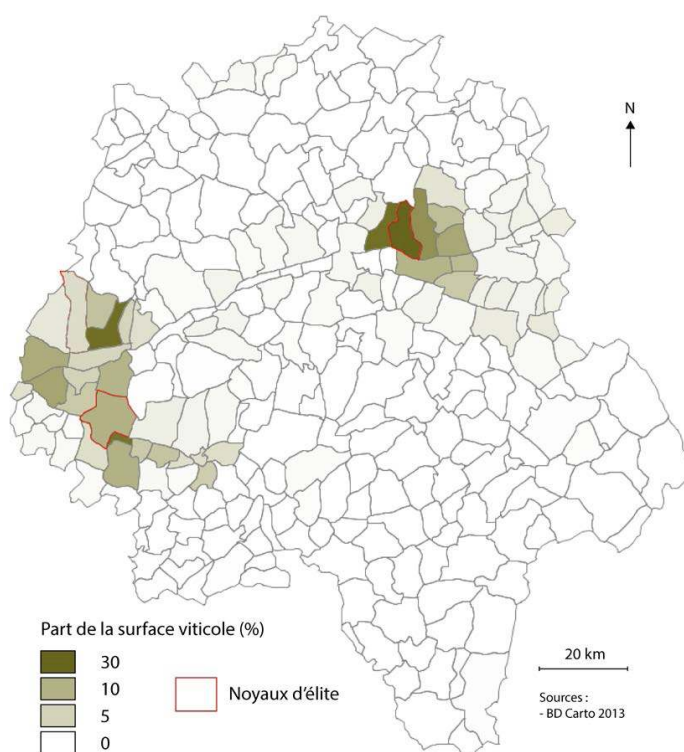 N
Part de la surface viticole (%)
30
10
5
0
Noyaux d'élite
20 km
Sources :
- BD Carto 2013